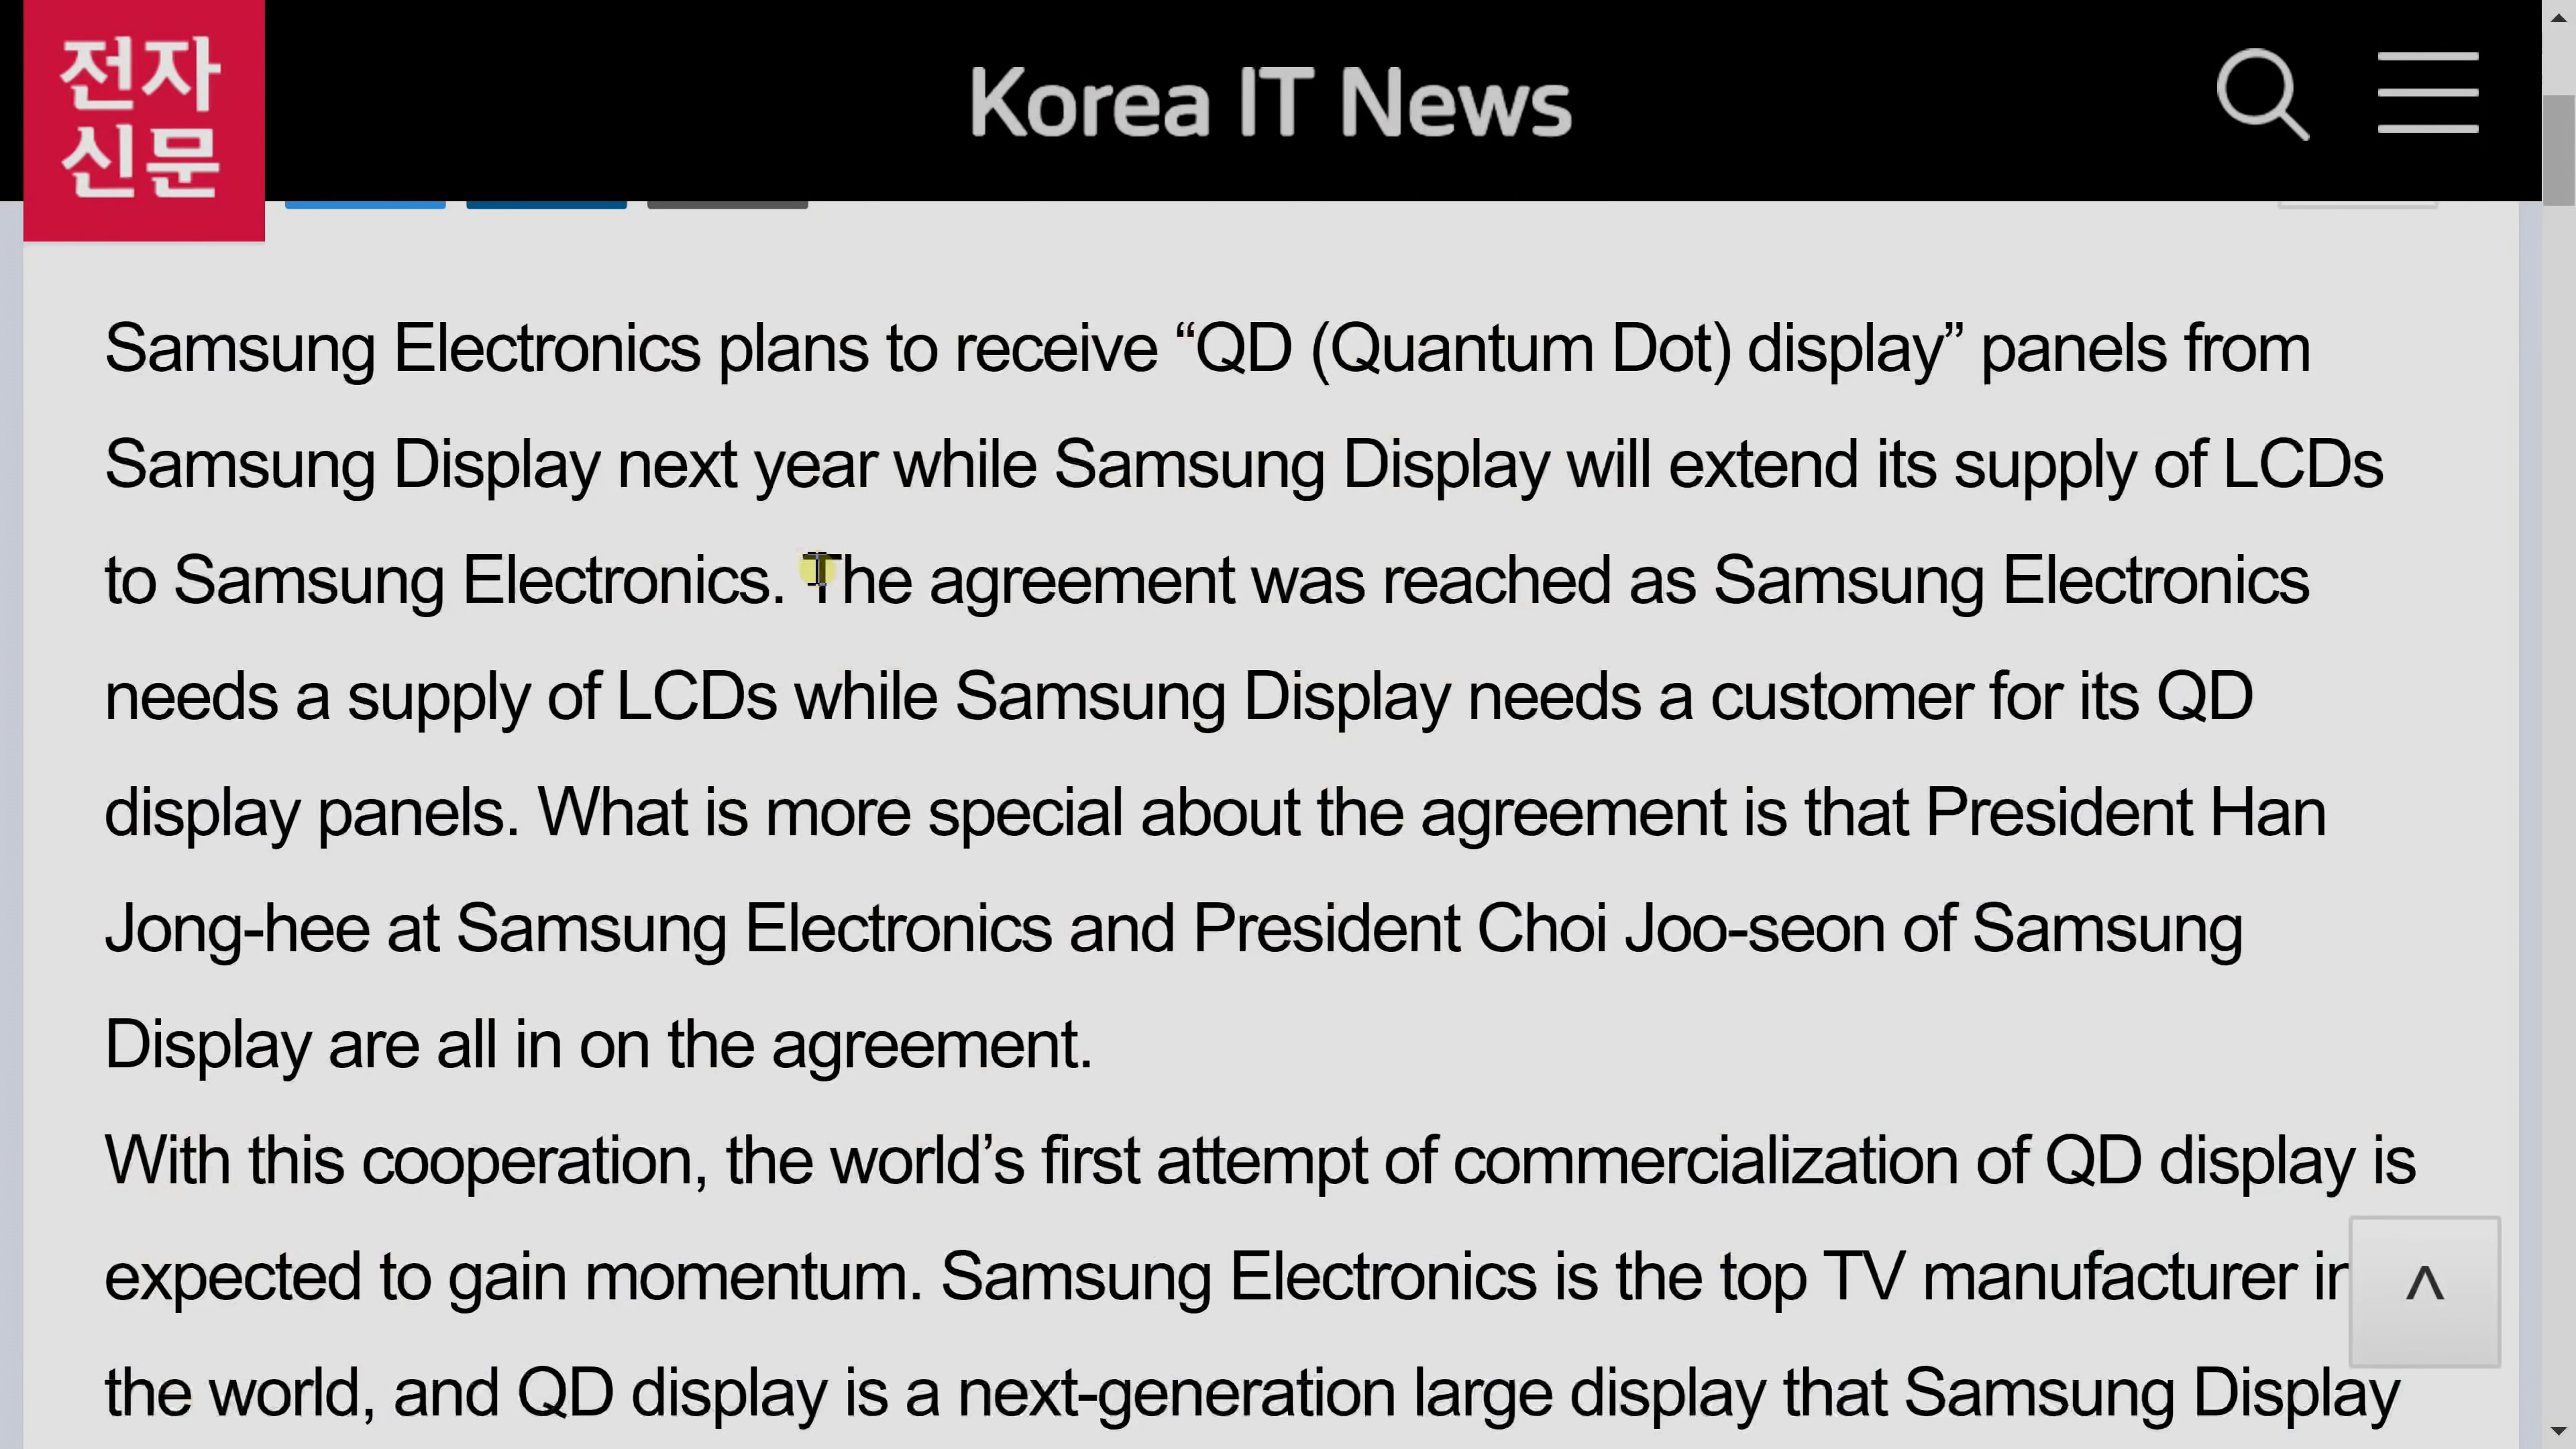 전자
신문
Korea IT News
Samsung Electronics plans to receive “QD (Quantum Dot) display” panels from
Samsung Display next year while Samsung Display will extend its supply of LCDs
to Samsung Electronics. The agreement was reached as Samsung Electronics
needs a supply of LCDs while Samsung Display needs a customer for its QD
display panels. What is more special about the agreement is that President Han
Jong-hee at Samsung Electronics and President Choi Joo-seon of Samsung
Display are all in on the agreement.
With this cooperation, the world’s first attempt of commercialization of QD display is
expected to gain momentum. Samsung Electronics is the top TV manufacturer in
the world, and QD display is a next-generation large display that Samsung Display